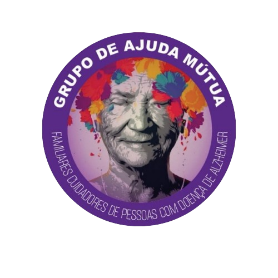 GRUPO DE AJUDA MÚTUA
FAMILIARES CUIDADORES DE PESSOAS COM DOENÇA DE ALZHEIMER